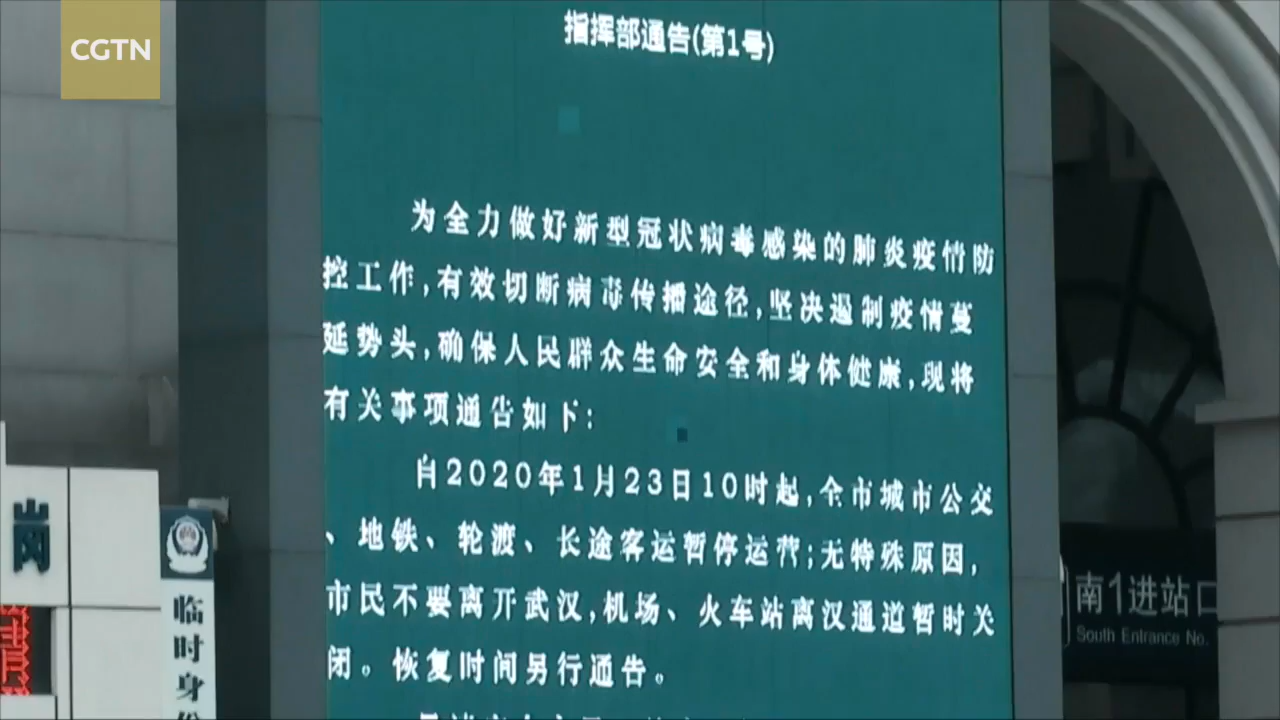 CGTN
指挥部通告(第1号)
为全力做好新型冠状病毒感染的肺炎疫情防
控工作,有效切断病毒传播途径,坚决遏制疫情蔓
延势头,确保人民群众生命安全和身体健康,现将
有关事项通告如下:
自2020年1月23日10时起,全市城市公交
、地铁、轮渡、长途客运暂停运营;无特殊原因,
市民不要离开武汉,机场、火车站离汉通道暂时关
闭。恢复时间另行通告。
岗
临时身
南1进站口
South Entrance No.